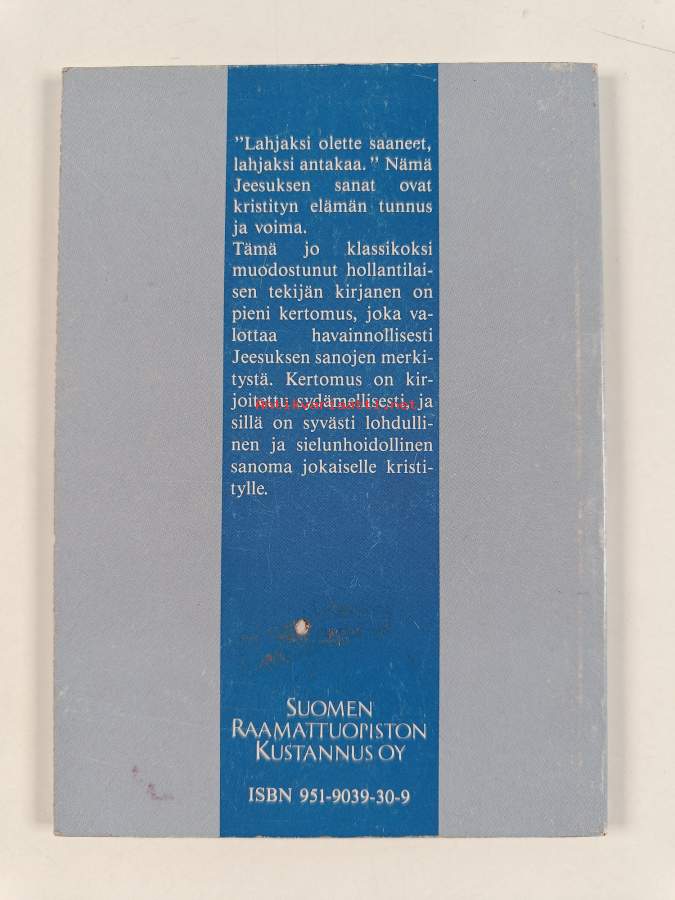 ”Lahjaksi olette saaneet,
lahjaksi antakaa.” Nämä
Jeesuksen sanat ovat
kristityn elämän tunnus
ja voima.
Tämä jo klassikoksi
muodostunut hollantilai-
sen tekijän kirjanen on
pieni kertomus, joka va-
lottaa havainnollisesti
Jeesuksen sanojen merki-
tystä. Kertomus on kir-
joitettu sydämellisesti, ja
Antikvariaatti.net
sillä on syvästi lohdulli-
nen ja sielunhoidollinen
sanoma jokaiselle kristi-
tylle.
SUOMEN
RAAMATTUOPISTON
KUSTANNUS OY
ISBN 951-9039-30-9